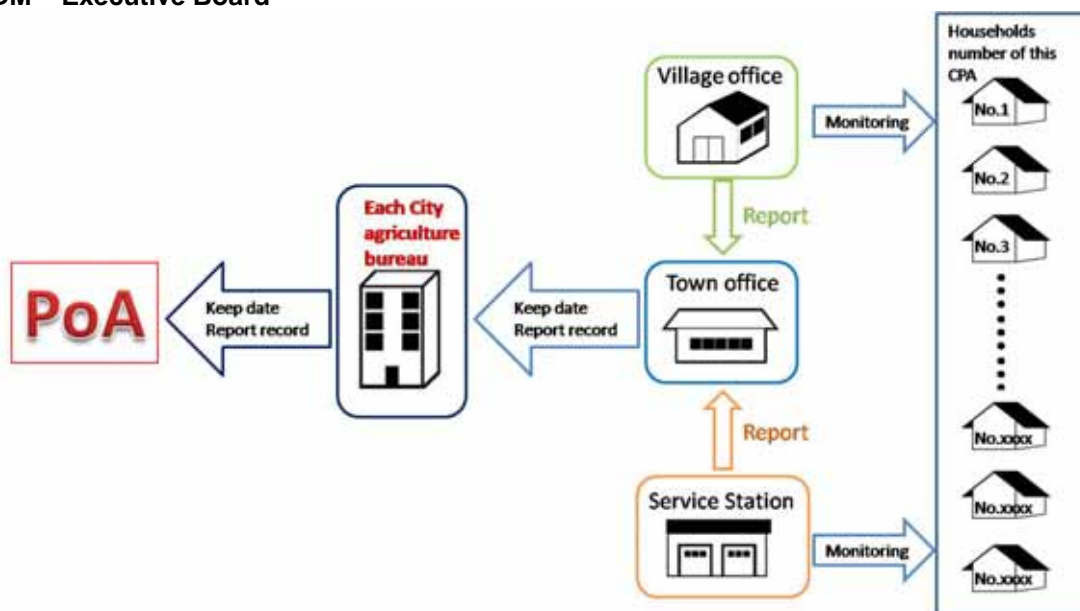 Executive Board
Households
number of this
CPA
Village office
Monitoring
No.1
No.2
No.3
Report
Each City
agriculture
bureau
Town office
PoA
Keep date
Report record
Keep date
Report record
Report
Service Station
Monitoring
No.xxxx
No.xxxx
No.xxxx